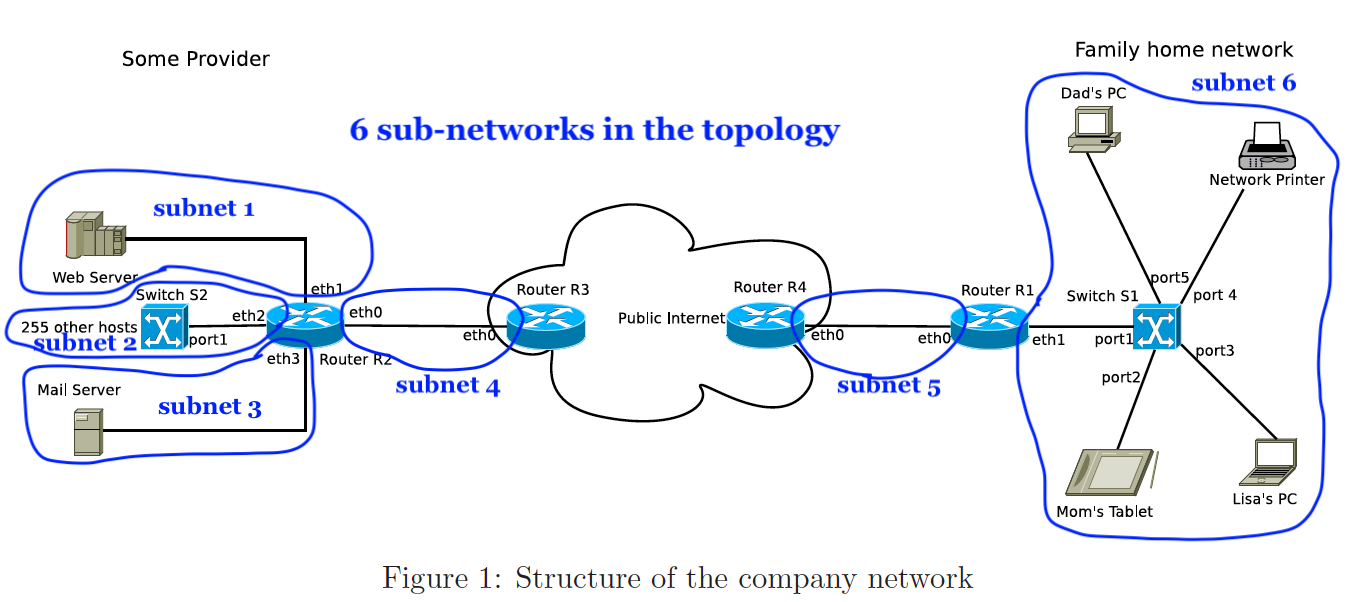 Some Provider
Family home network
subnet 6
Dad's PC
6 sub-networks in the topology
Network Printer
subnet 1
Web Server
eth1
port5
Switch S2
Router R3
Router R4
Router R1
Switch S1
port 4
eth2
eth0
Public Internet
255 other hosts
port1
eth0
eth0
eth0
eth1
port1
subnet 2
eth3
Router R2
port3
port2
subnet 4
subnet 5
Mail Server
subnet 3
Mom's Tablet
Lisa's PC
Figure 1: Structure of the company network